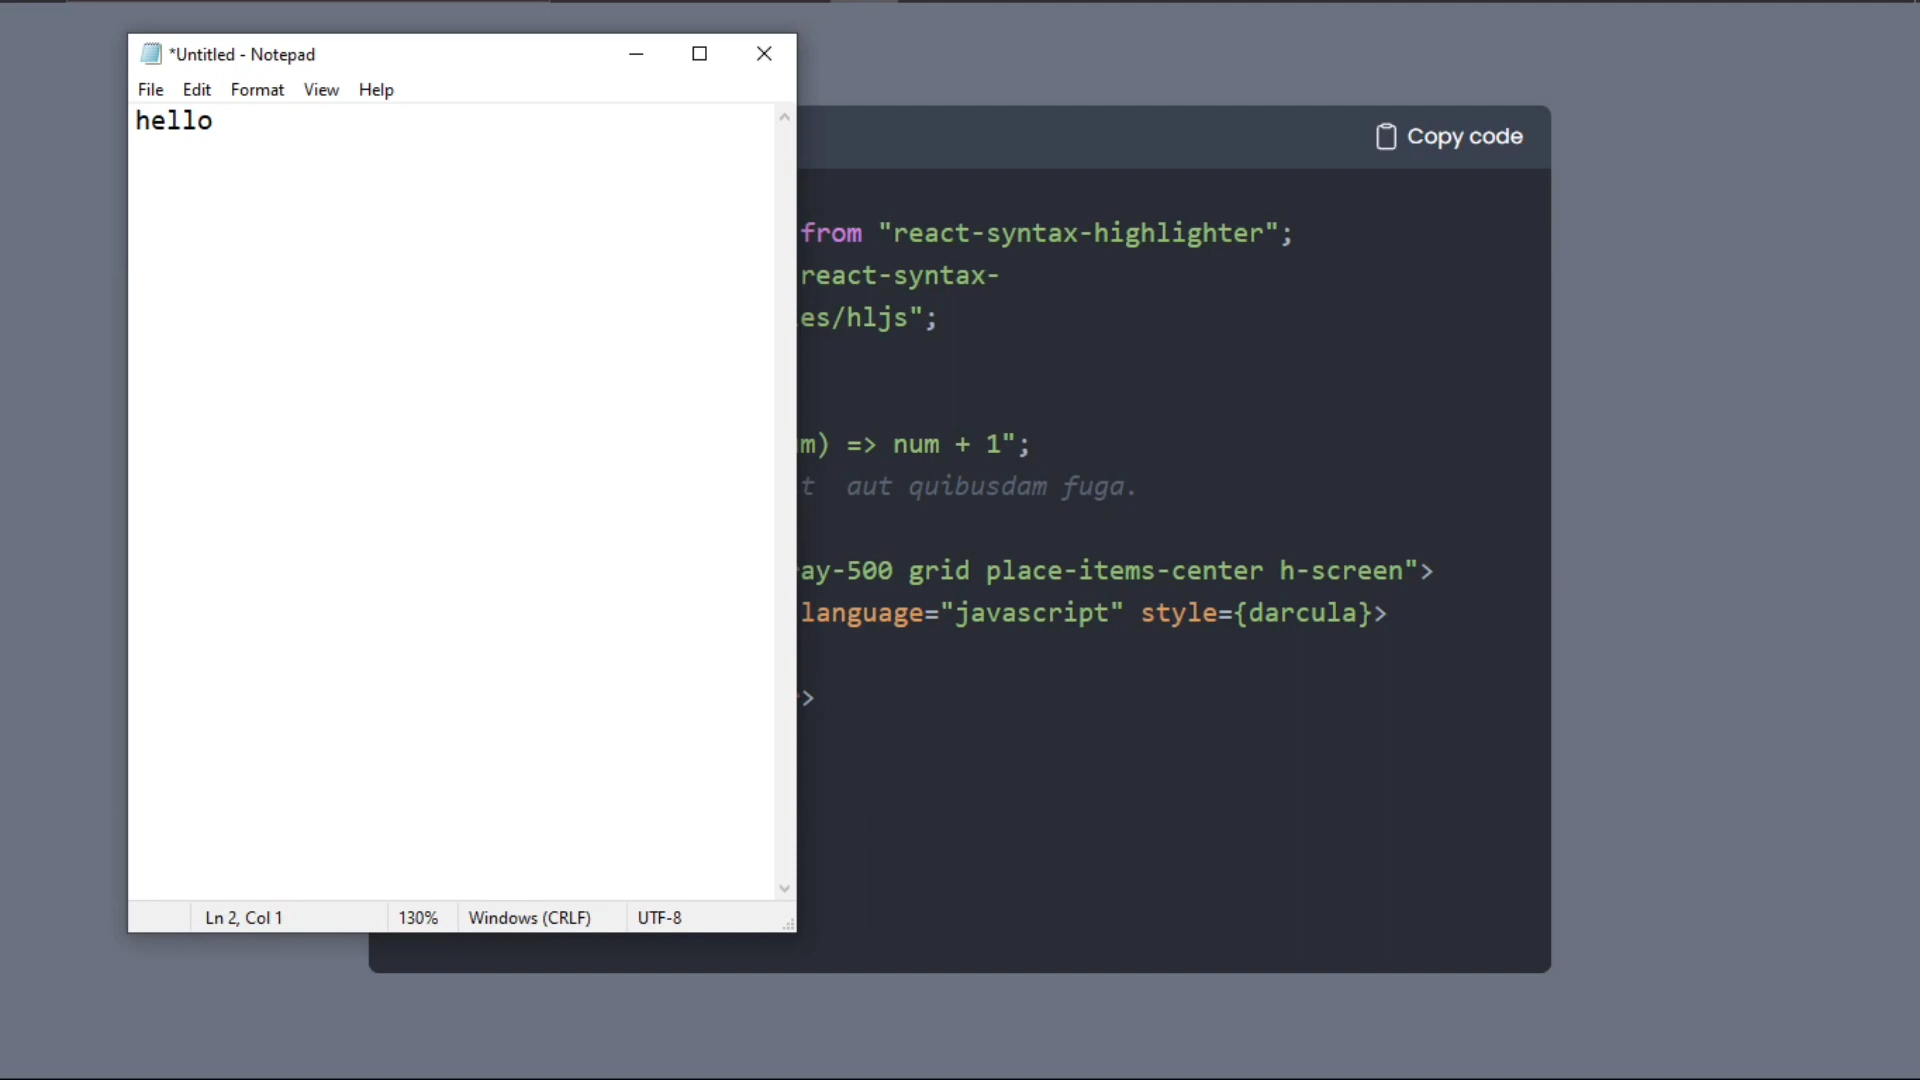 *Untitled - Notepad
File Edit Format View Help
hello
Ln 2, Col 1 130% Windows (CRLF) UTF-8
Copy code
from "react-syntax-highlighter";
react-syntax-
es/hljs";
m) => num + 1";
t aut quibusdam fuga.
ay-500 grid place-items-center h-screen">
language="javascript" style={darcula}>
>